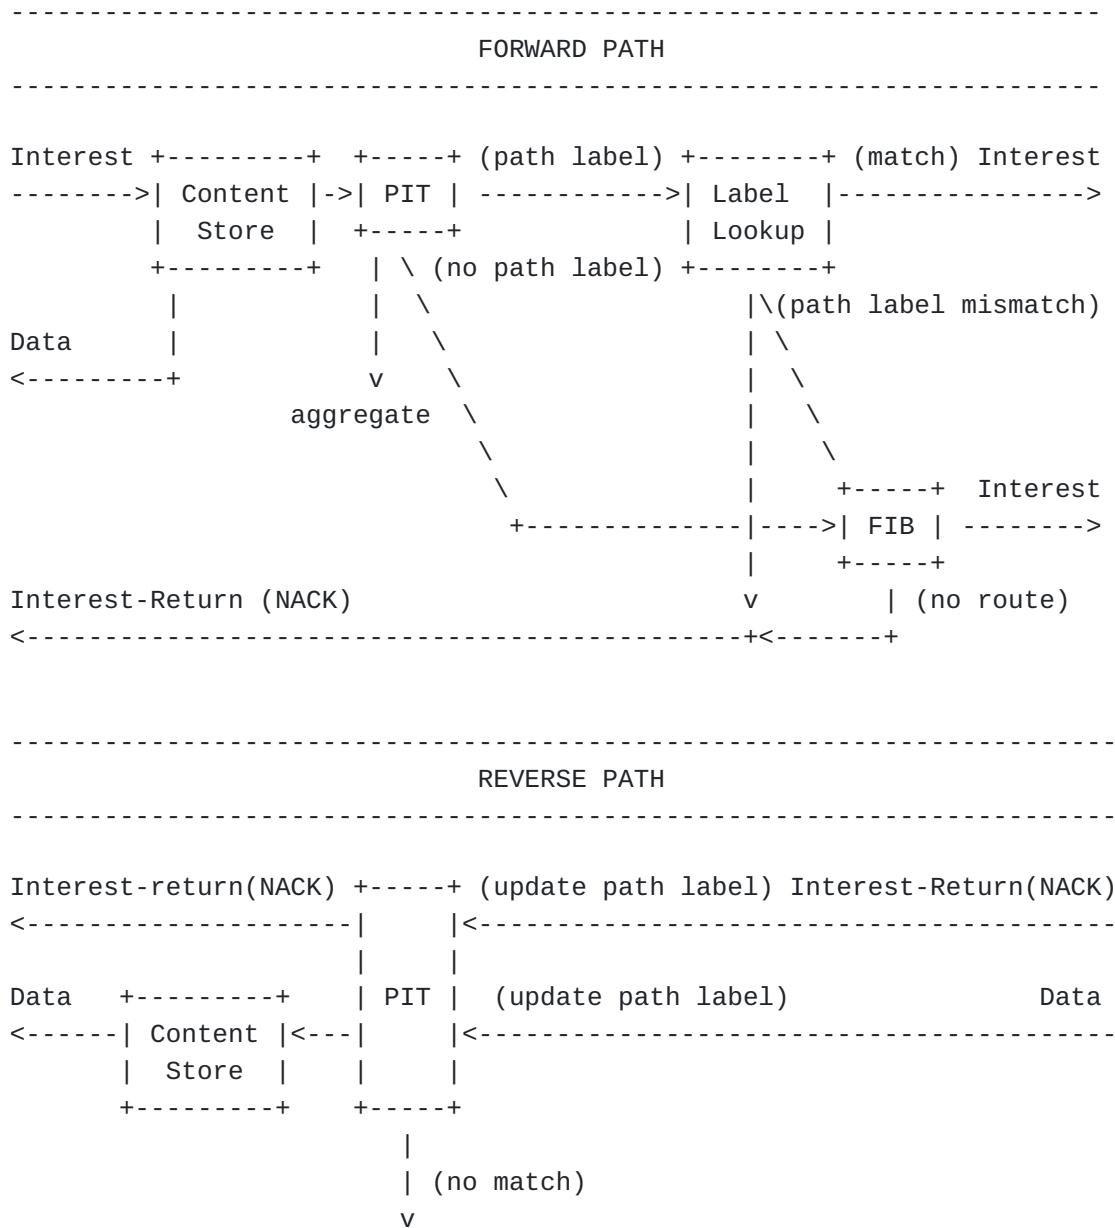 ----------------------------------------------------------------------
                              FORWARD PATH
----------------------------------------------------------------------

Interest +---------+  +-----+ (path label) +--------+ (match) Interest
-------->| Content |->| PIT | ------------>| Label  |---------------->
         |  Store  |  +-----+              | Lookup |
         +---------+   | \ (no path label) +--------+
          |            |  \                    |\(path label mismatch)
Data      |            |   \                   | \
<---------+            v    \                  |  \
                  aggregate  \                 |   \
                              \                |    \
                               \               |     +-----+  Interest
                                +--------------|---->| FIB | -------->
                                               |     +-----+
Interest-Return (NACK)                         v        | (no route)
<----------------------------------------------+<-------+


-----------------------------------------------------------------------
                              REVERSE PATH
-----------------------------------------------------------------------

Interest-return(NACK) +-----+ (update path label) Interest-Return(NACK)
<---------------------|     |<-----------------------------------------
                      |     |
Data   +---------+    | PIT |  (update path label)                Data
<------| Content |<---|     |<-----------------------------------------
       |  Store  |    |     |
       +---------+    +-----+
                         |
                         | (no match)
                         v